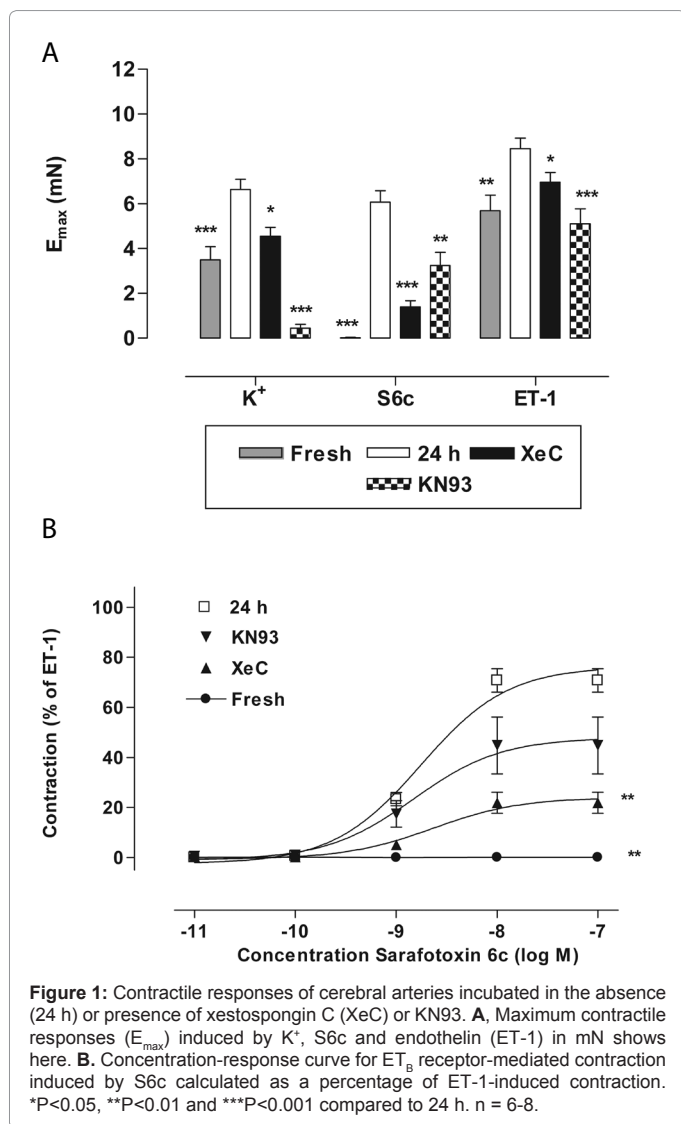 A
12
10
8
6
4
2
0
E_max (mN)
***
*
***
***
***
**
**
*
***
K⁺ S6c ET-1
Fresh 24 h XeC
KN93
B
100
80
60
40
20
0
Contraction (% of ET-1)
24 h
KN93
XeC
Fresh
**
**
-11 -10 -9 -8 -7
Concentration Sarafotoxin 6c (log M)
Figure 1: Contractile responses of cerebral arteries incubated in the absence
(24 h) or presence of xestospongin C (XeC) or KN93. A, Maximum contractile
responses (E_max) induced by K⁺, S6c and endothelin (ET-1) in mN shows
here. B. Concentration-response curve for ET_B receptor-mediated contraction
induced by S6c calculated as a percentage of ET-1-induced contraction.
*P<0.05, **P<0.01 and ***P<0.001 compared to 24 h. n = 6-8.